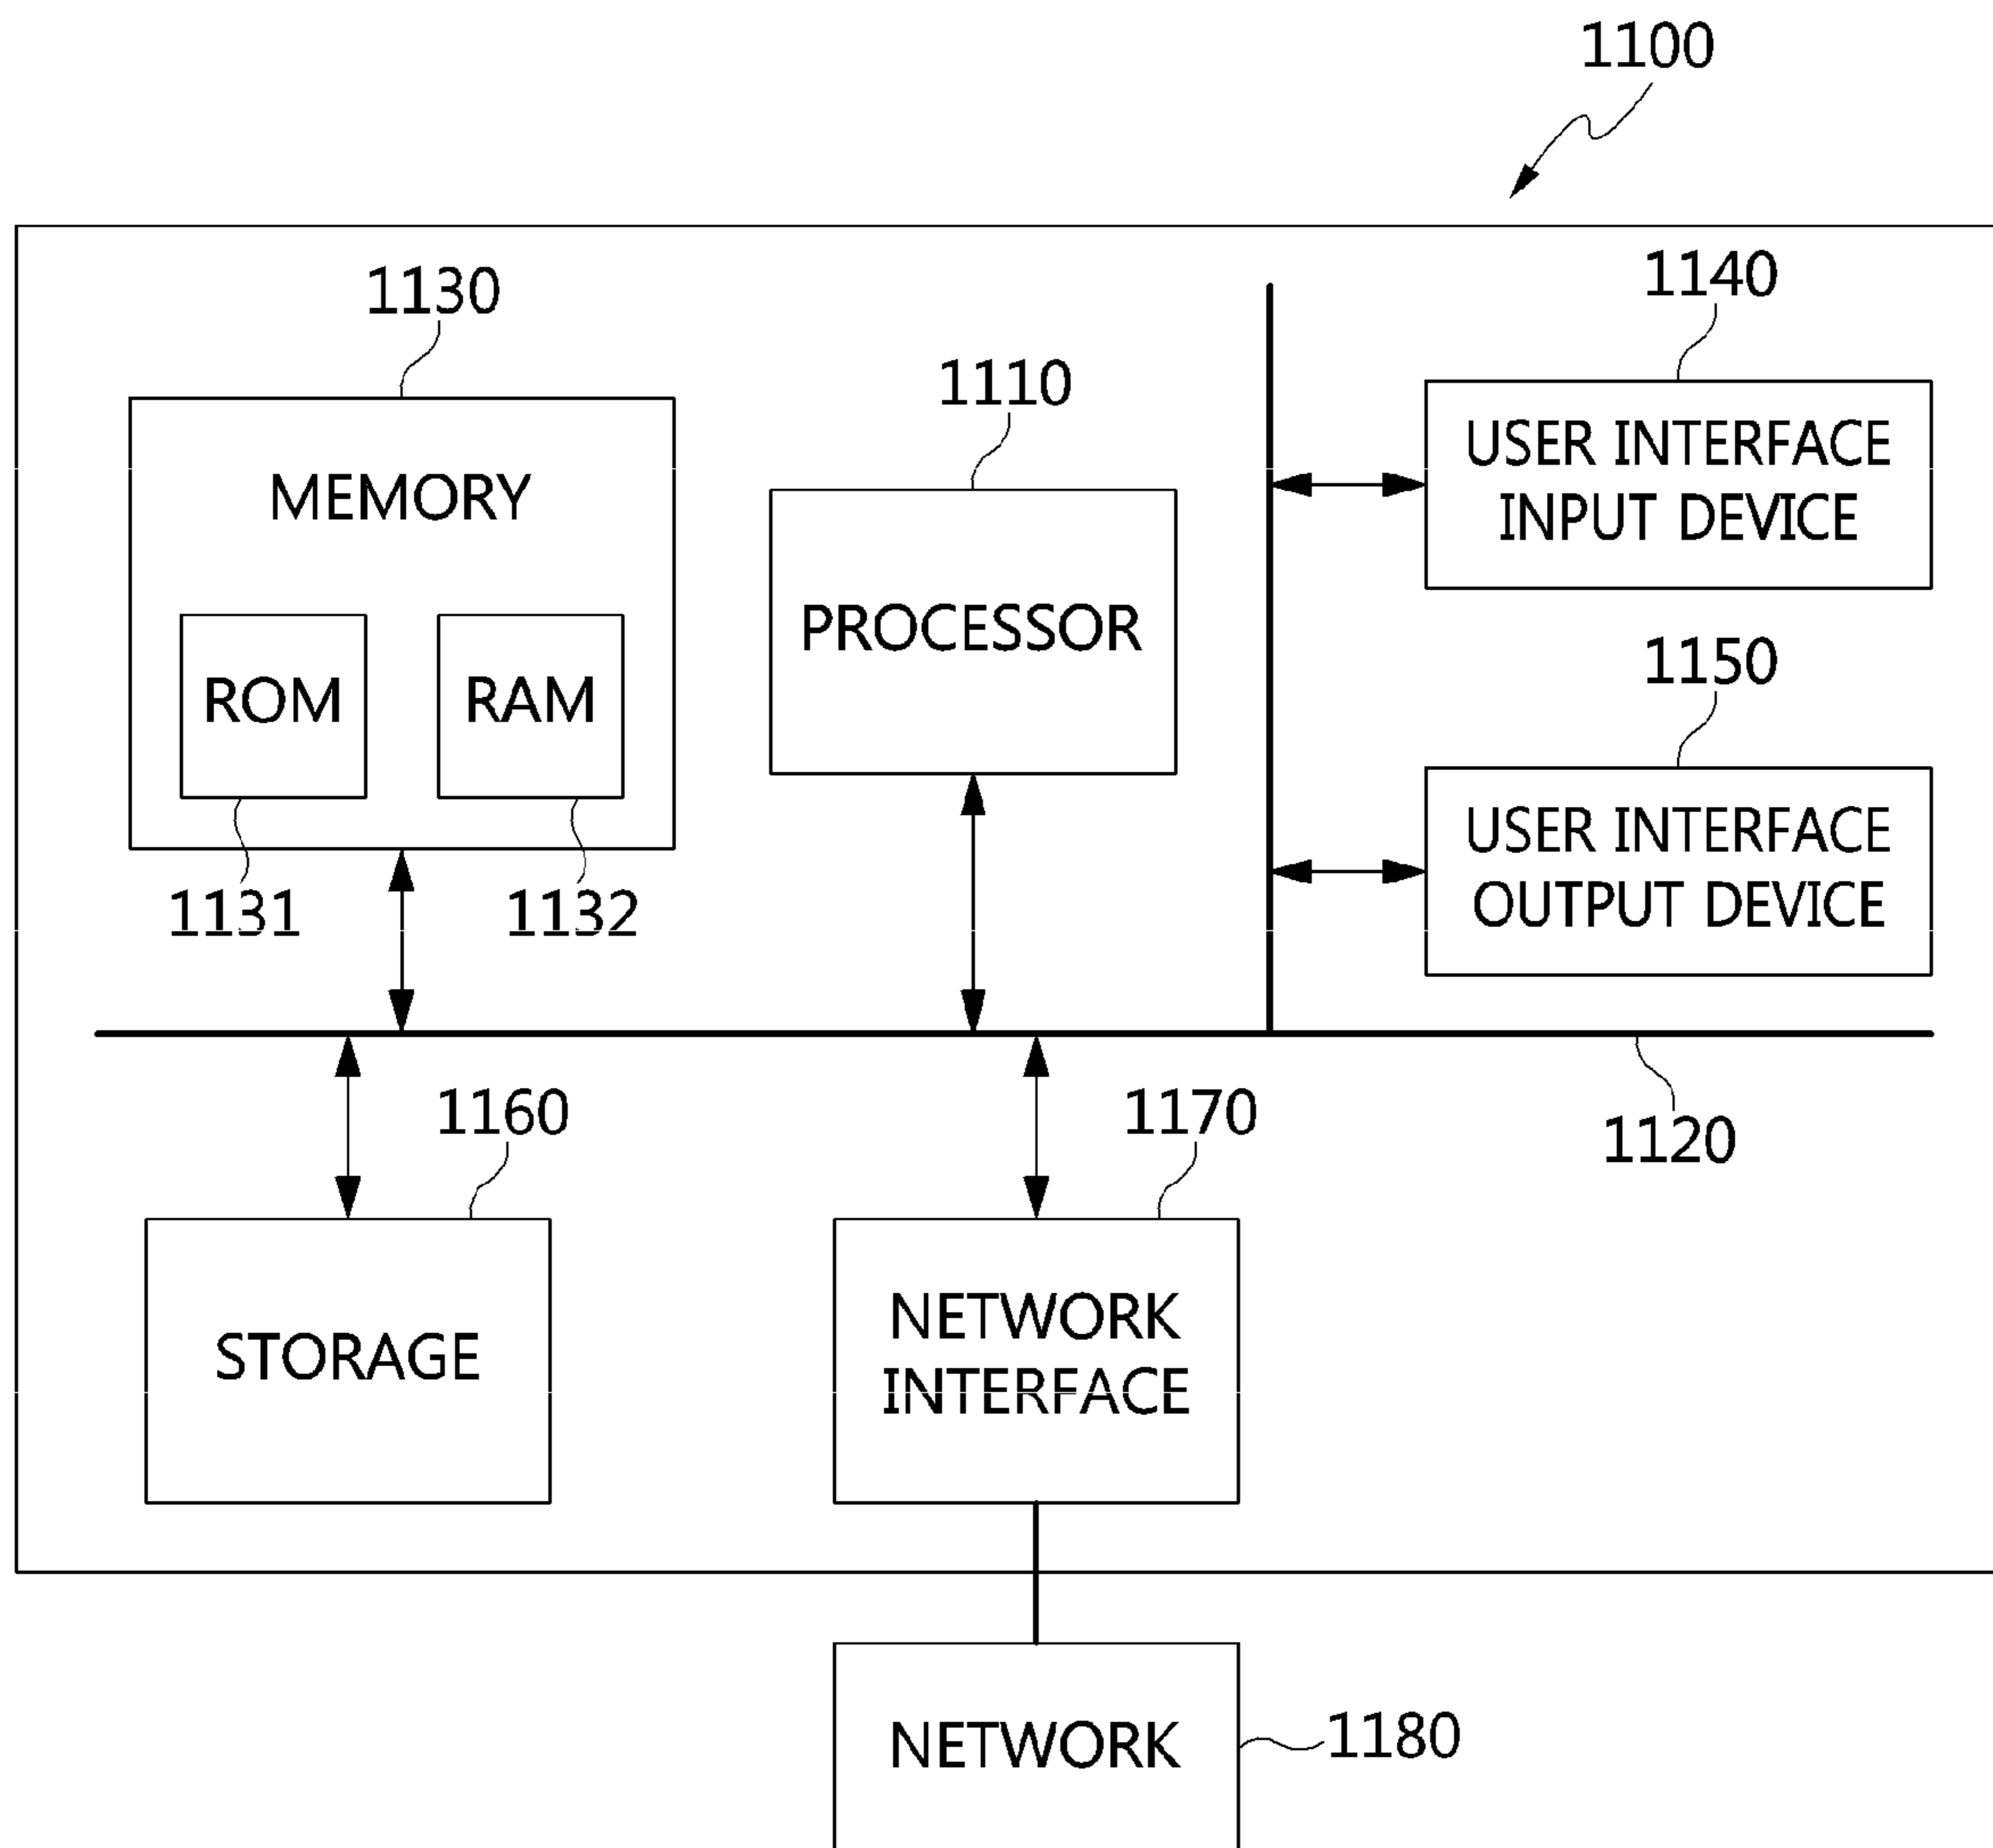 1100
1130
1110
1140
MEMORY
PROCESSOR
USER INTERFACE
INPUT DEVICE
ROM
RAM
1150
USER INTERFACE
OUTPUT DEVICE
1131
1132
1160
1170
1120
STORAGE
NETWORK
INTERFACE
NETWORK
1180